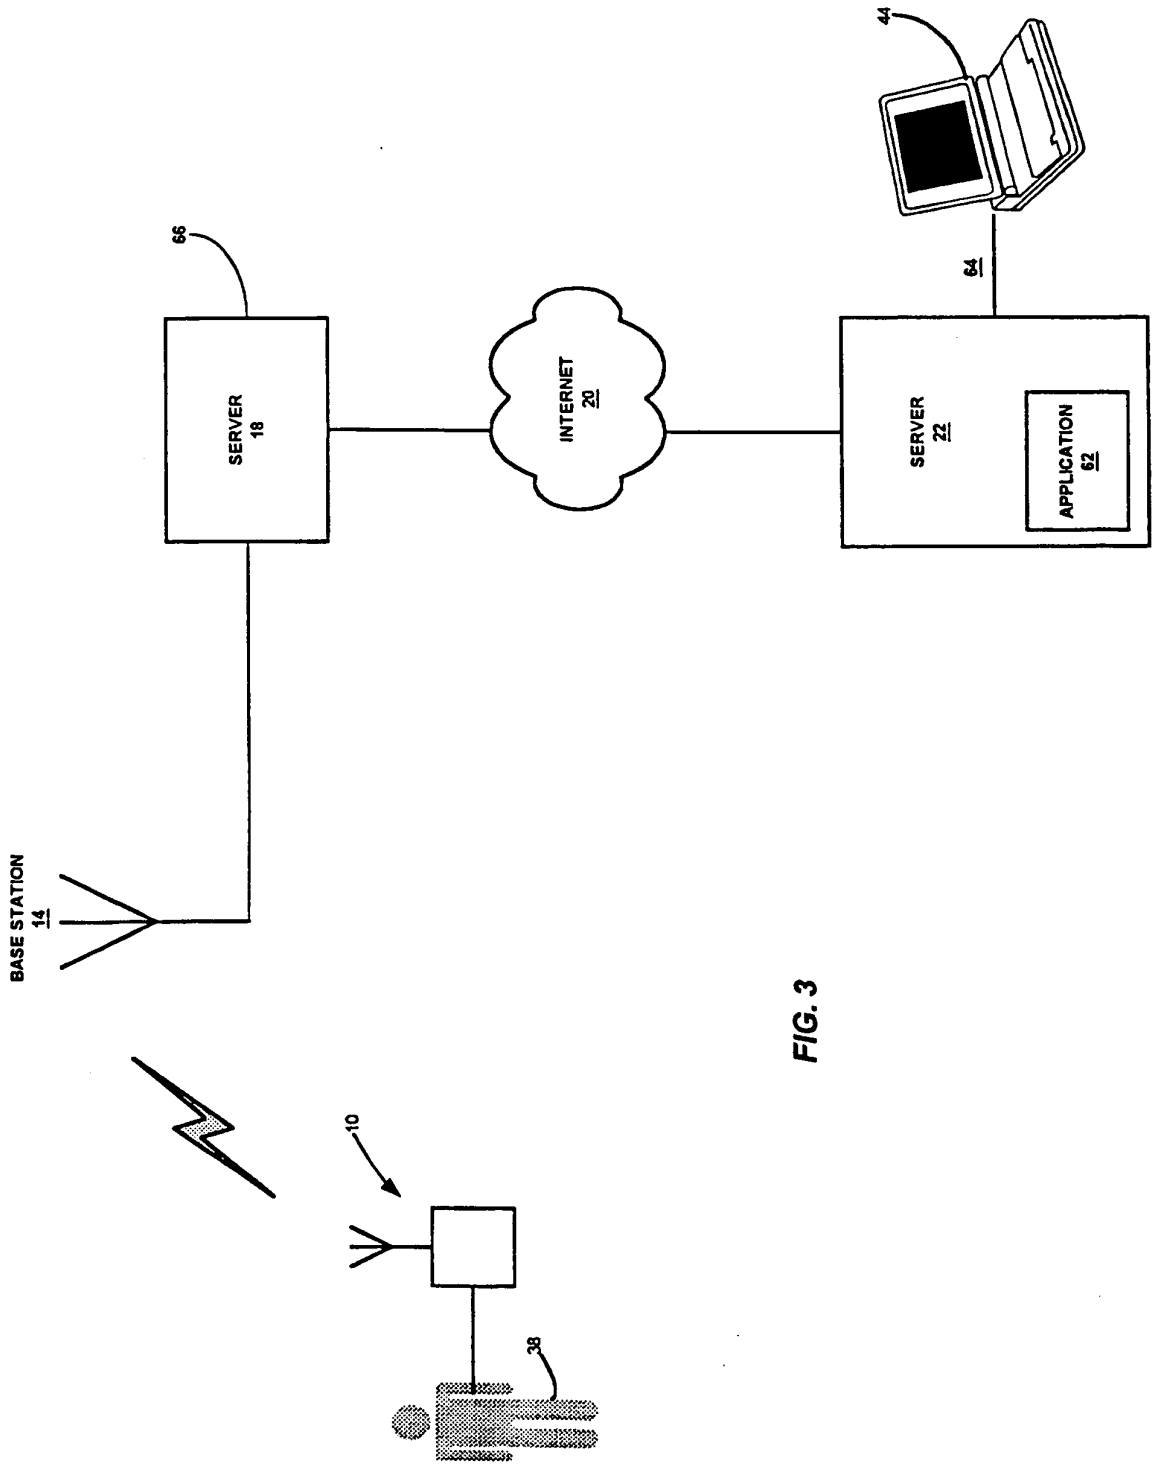 BASE STATION
14
66
SERVER
18
INTERNET
20
44
64
SERVER
22
APPLICATION
62
10
38
FIG. 3